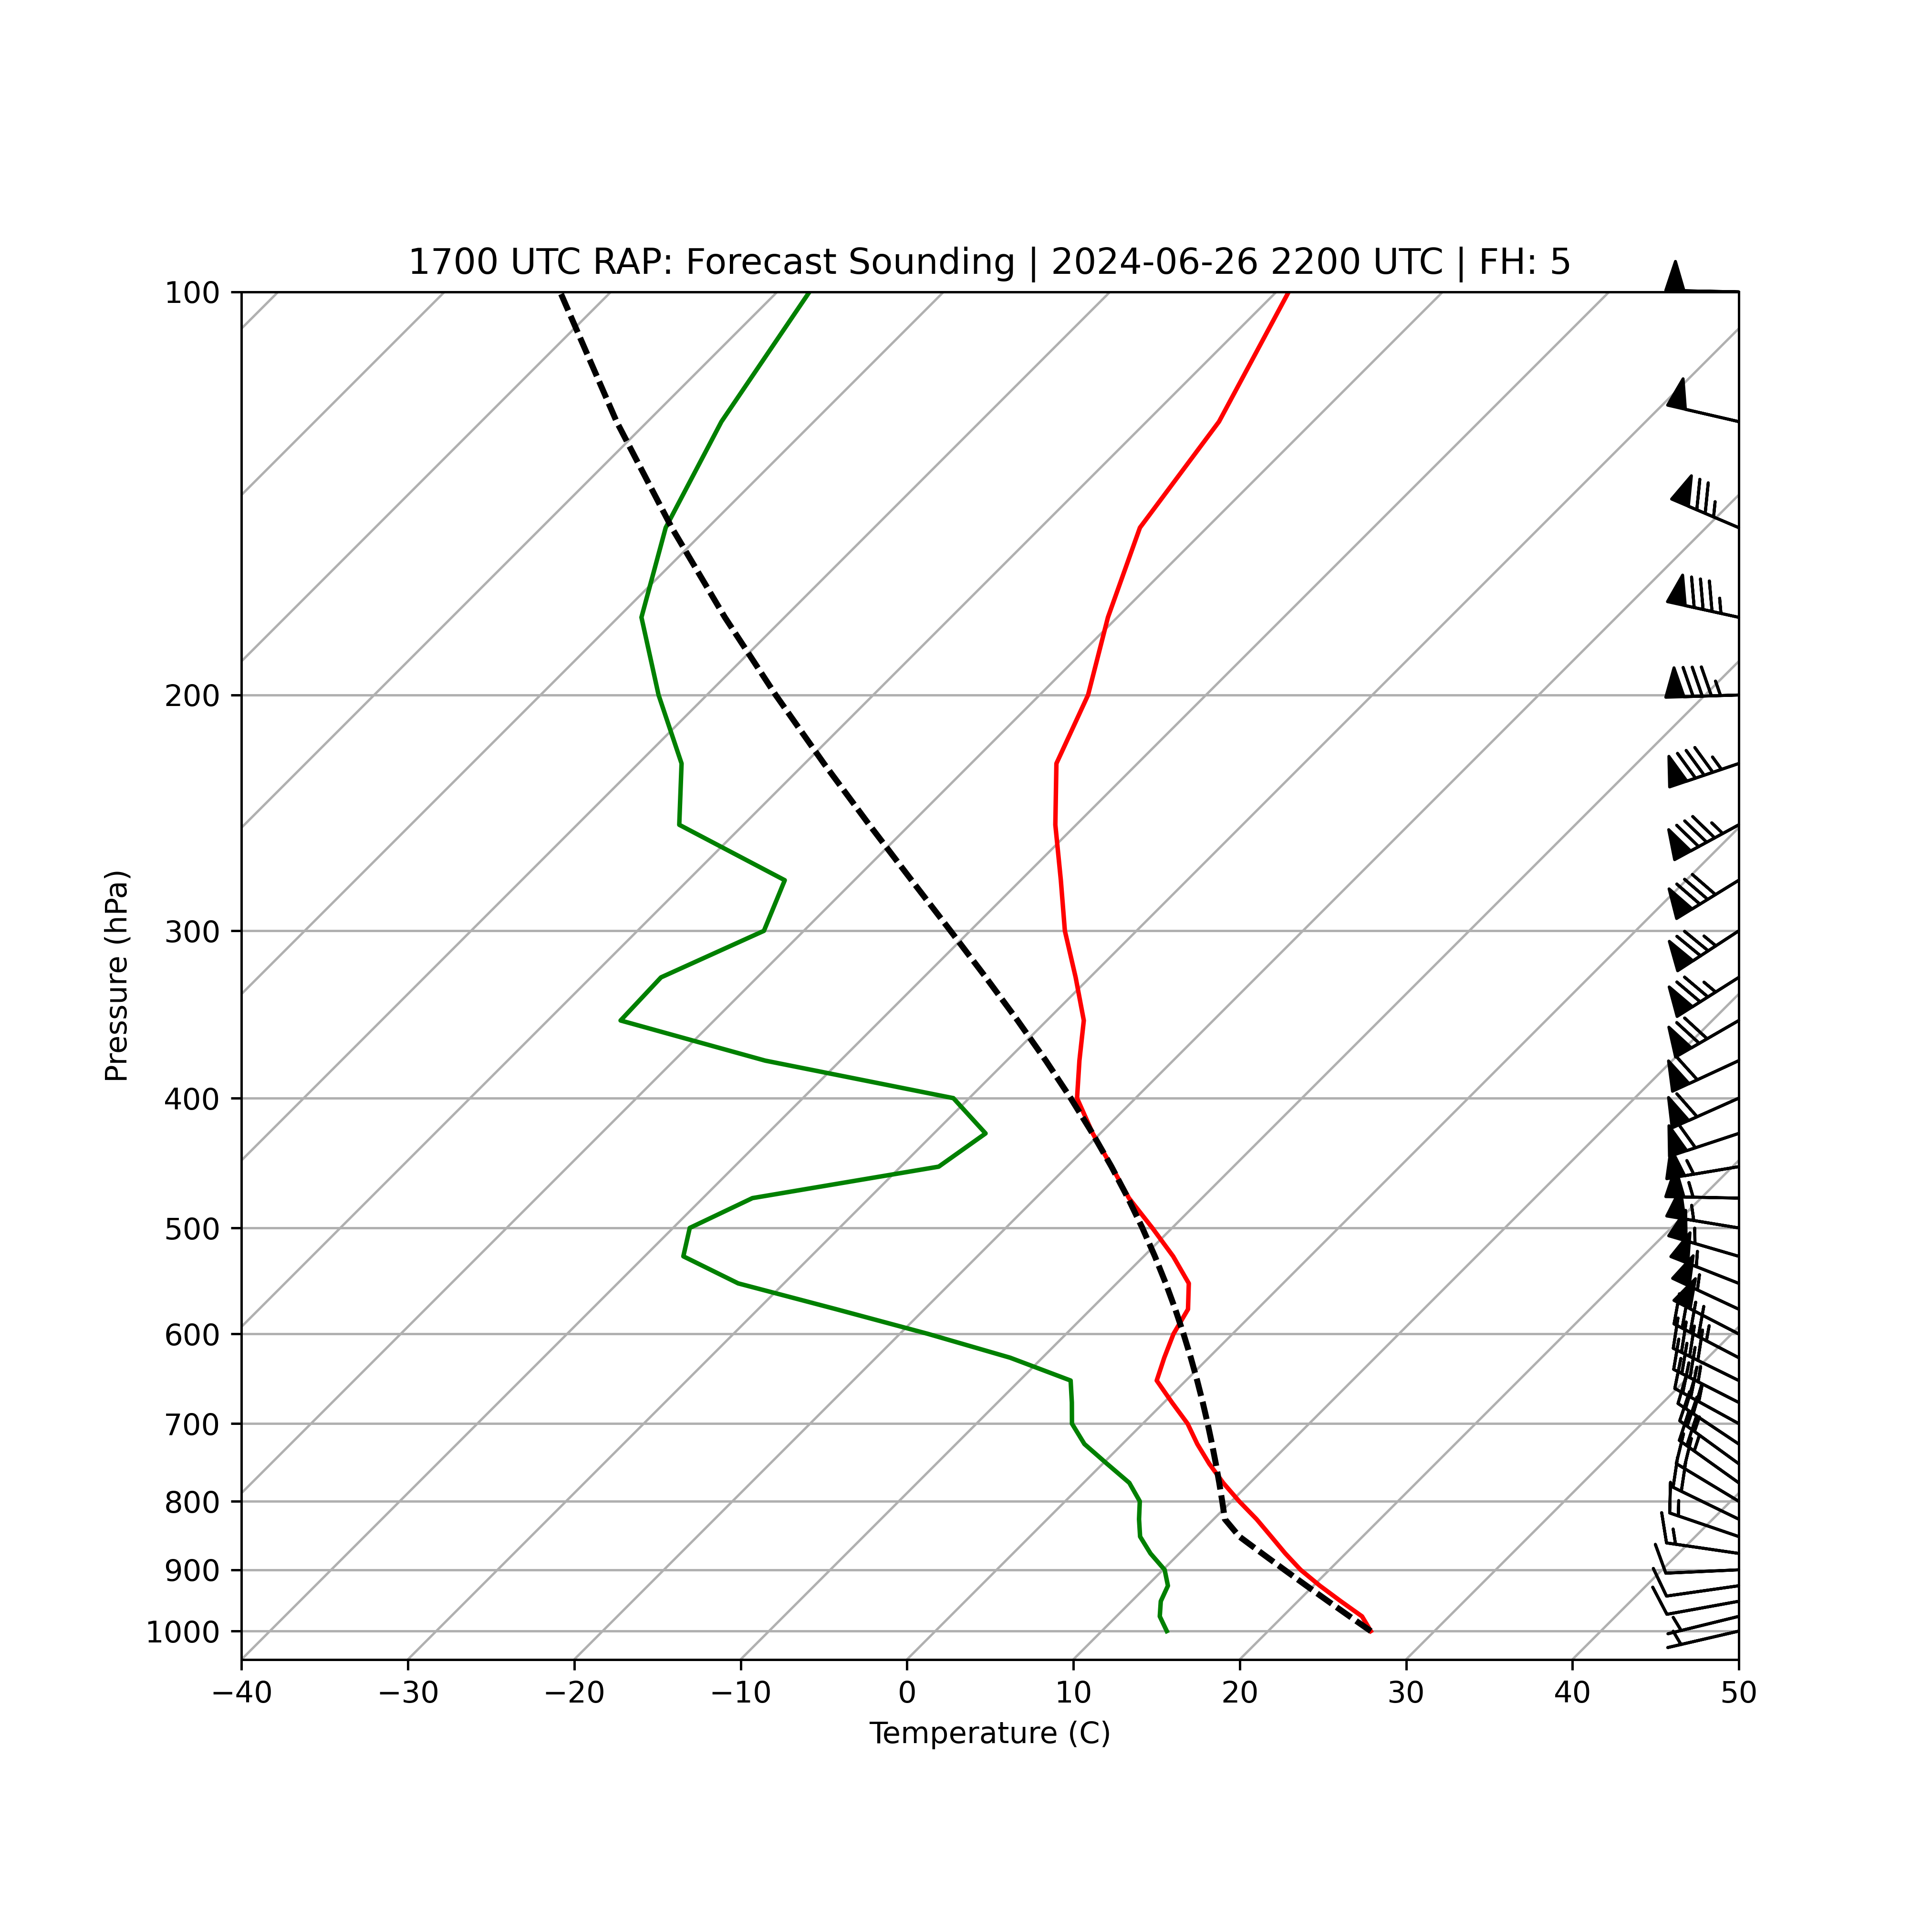 1700 UTC RAP: Forecast Sounding | 2024-06-26 2200 UTC | FH: 5
100
200
300
400
500
600
700
800
900
1000
Pressure (hPa)
−40 −30 −20 −10 0 10 20 30 40 50
Temperature (C)